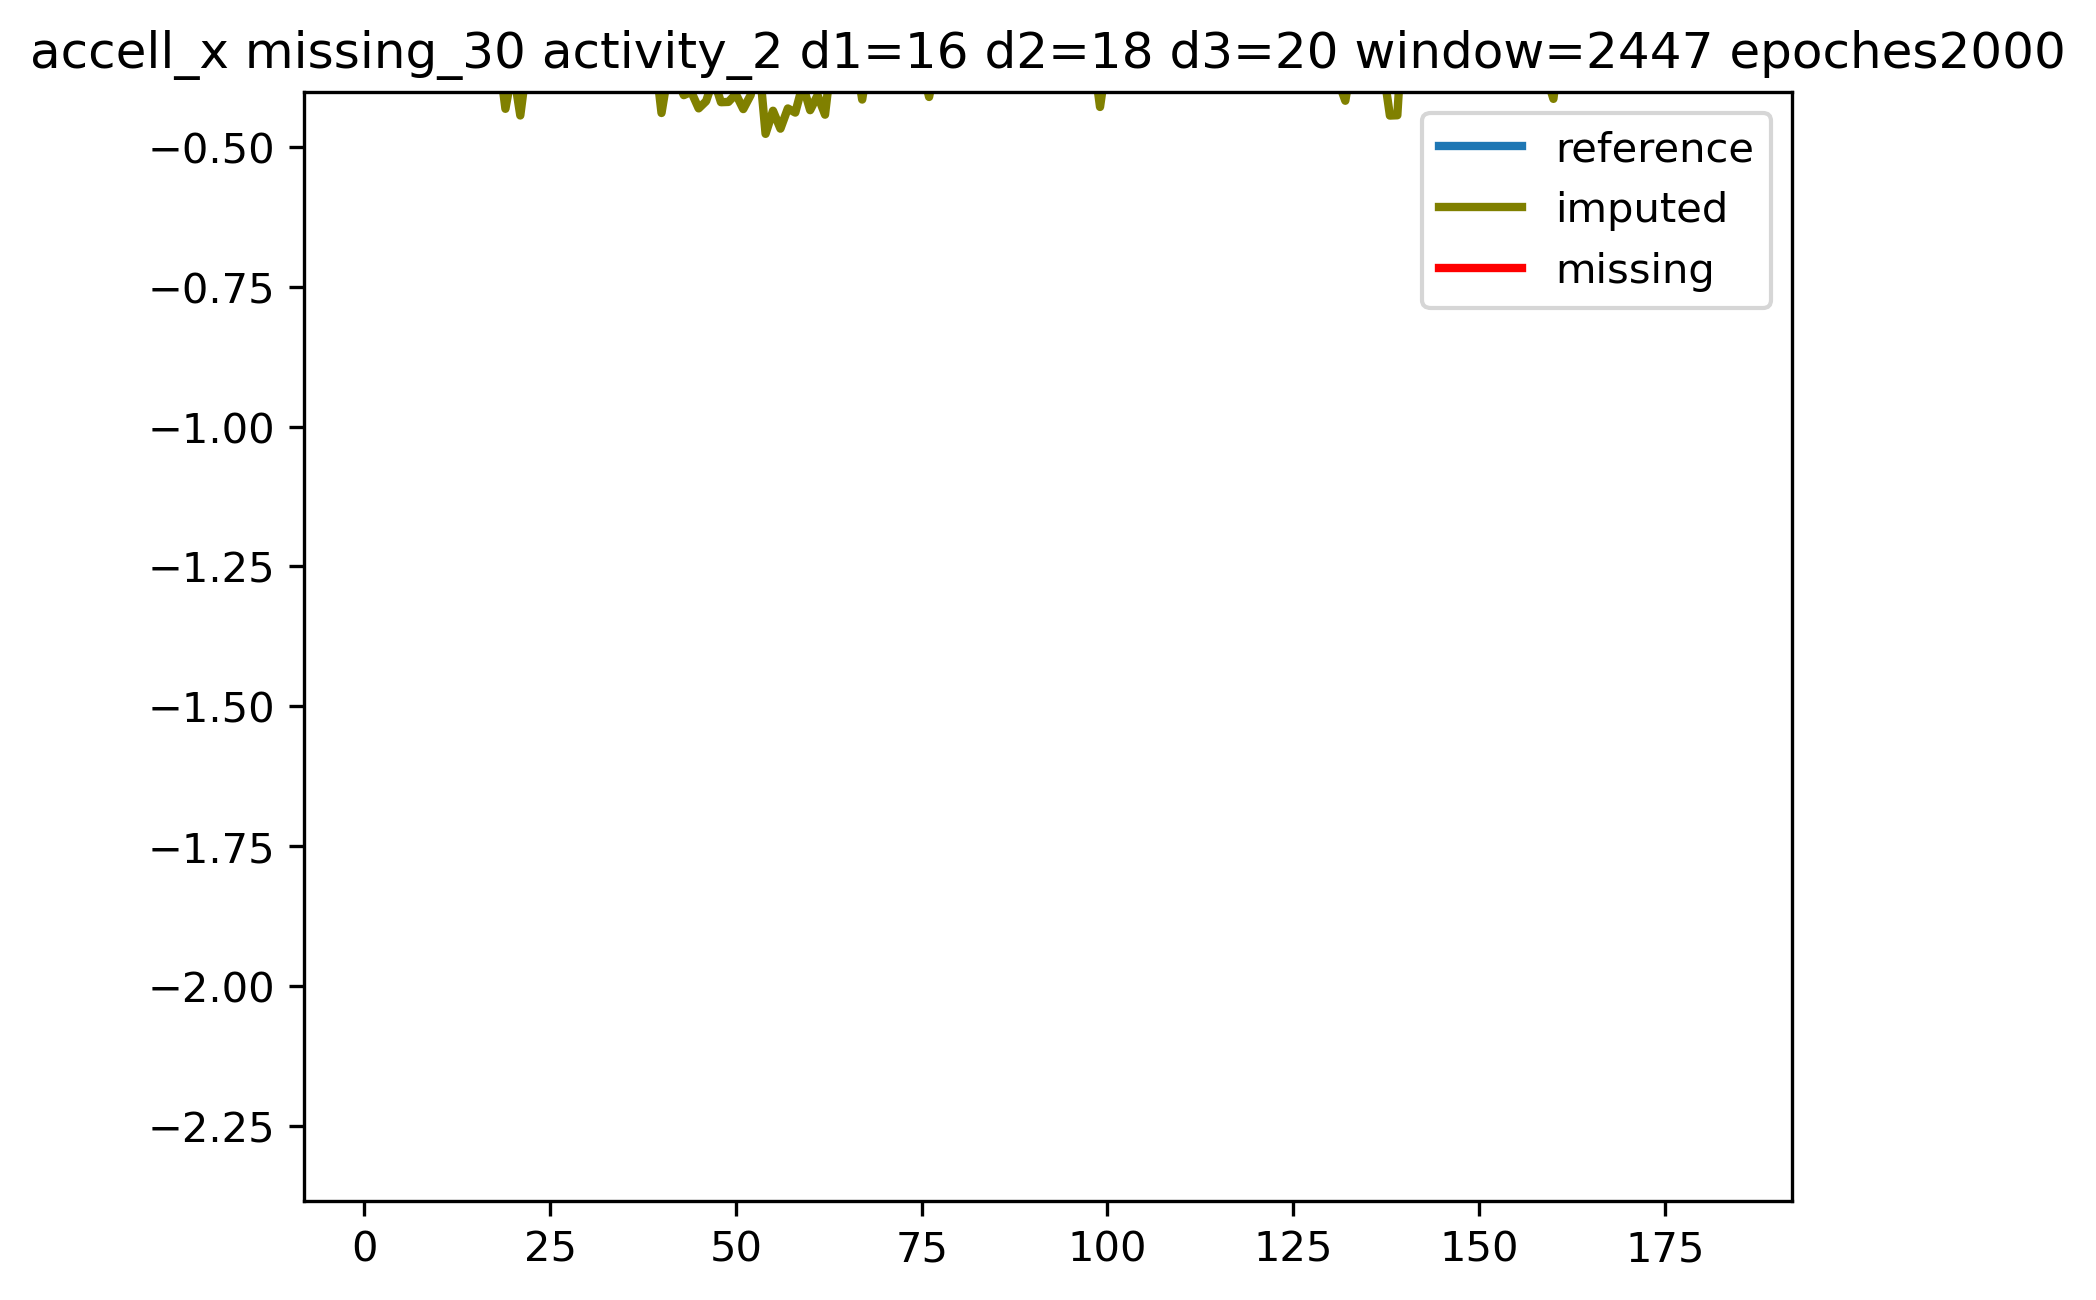 accell_x missing_30 activity_2 d1=16 d2=18 d3=20 window=2447 epoches2000
reference
imputed
missing
−0.50
−0.75
−1.00
−1.25
−1.50
−1.75
−2.00
−2.25
0 25 50 75 100 125 150 175